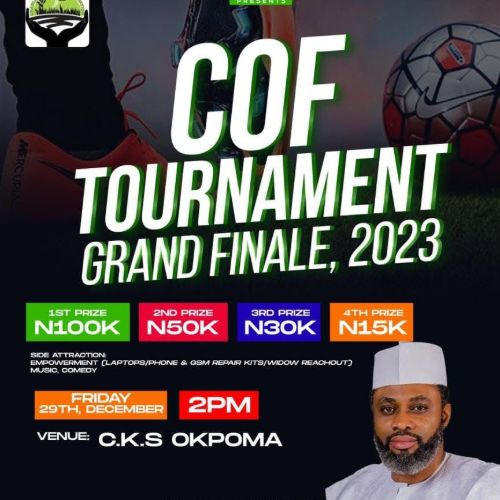 PRESENTS
COF
TOURNAMENT
GRAND FINALE, 2023
1ST PRIZE
N100K
2ND PRIZE
N50K
3RD PRIZE
N30K
4TH PRIZE
N15K
SIDE ATTRACTION:
EMPOWERMENT (LAPTOPS/PHONE & GSM REPAIR KITS/WIDOW REACHOUT)
MUSIC, COMEDY
FRIDAY
29TH, DECEMBER
2PM
VENUE: C.K.S OKPOMA
MERCURIAL